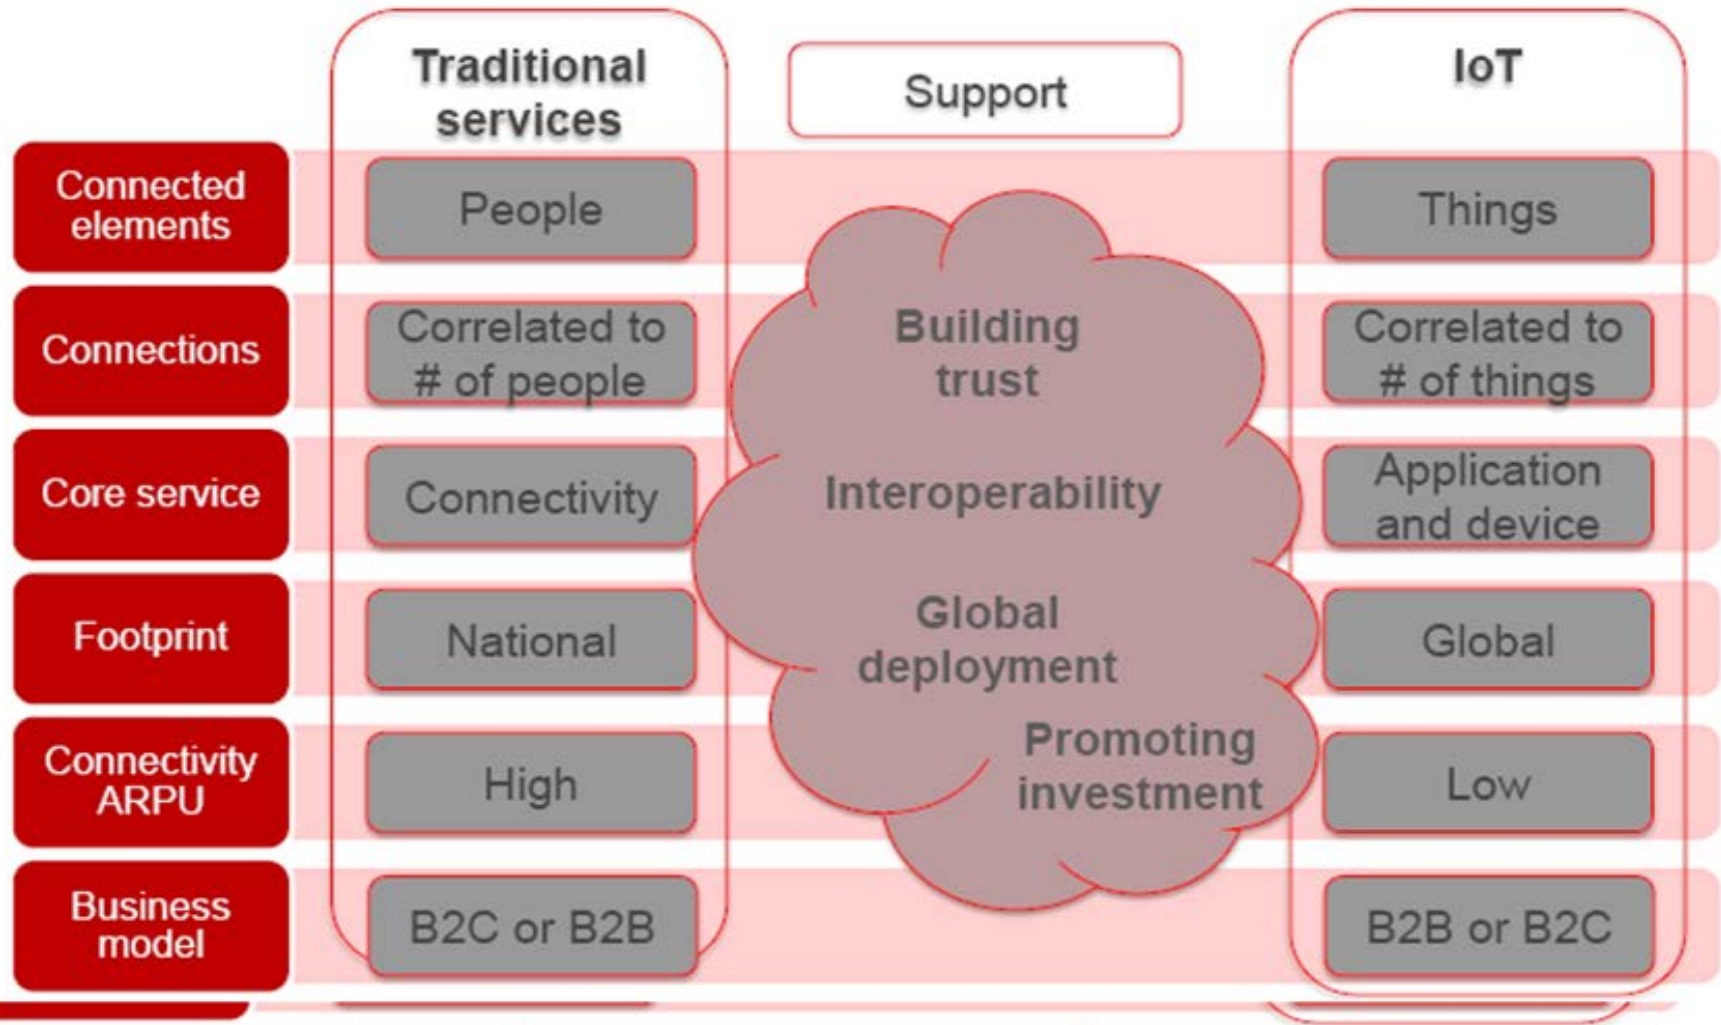 Traditional
services
Support
IoT
Connected
elements
People
Things
Connections
Correlated to
# of people
Building
trust
Correlated to
# of things
Core service
Connectivity
Interoperability
Application
and device
Footprint
National
Global
deployment
Global
Connectivity
ARPU
High
Promoting
investment
Low
Business
model
B2C or B2B
B2B or B2C